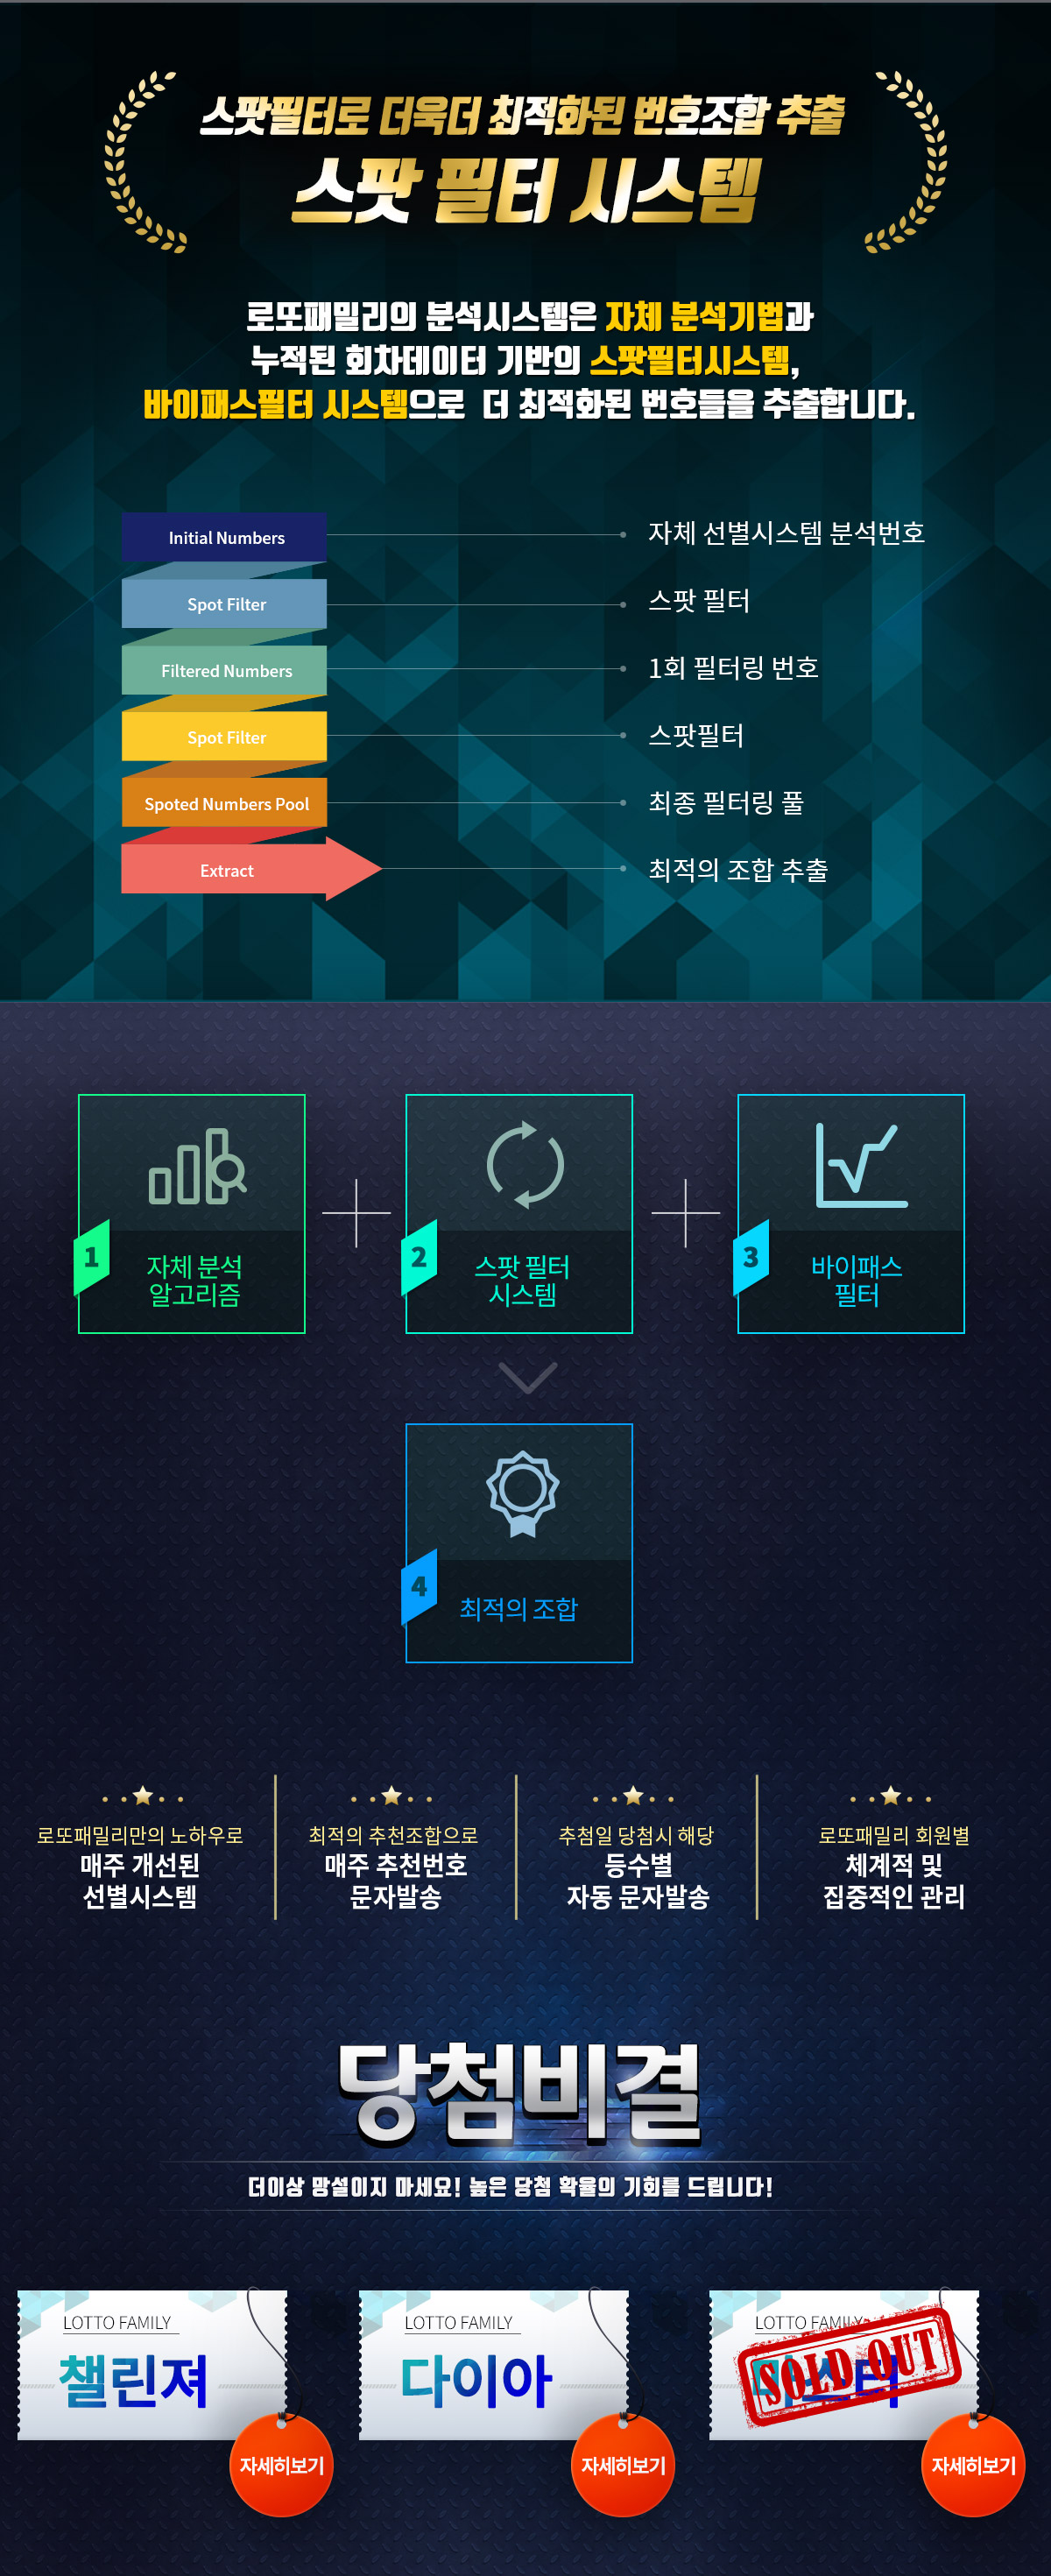 스팟필터로 더욱더 최적화된 번호조합 추출
스팟 필터 시스템
로또패밀리의 분석시스템은 자체 분석기법과
누적된 회차데이터 기반의 스팟필터시스템,
바이패스필터 시스템으로 더 최적화된 번호들을 추출합니다.
Initial Numbers
자체 선별시스템 분석번호
Spot Filter
스팟 필터
Filtered Numbers
1회 필터링 번호
Spot Filter
스팟필터
Spoted Numbers Pool
최종 필터링 풀
Extract
최적의 조합 추출
1
자체 분석
알고리즘
2
스팟 필터
시스템
3
바이패스
필터
4
최적의 조합
로또패밀리만의 노하우로
매주 개선된
선별시스템
최적의 추천조합으로
매주 추천번호
문자발송
추첨일 당첨시 해당
등수별
자동 문자발송
로또패밀리 회원별
체계적 및
집중적인 관리
당첨비결
더이상 망설이지 마세요! 높은 당첨 확율의 기회를 드립니다!
LOTTO FAMILY
챌린져
자세히보기
LOTTO FAMILY
다이아
자세히보기
LOTTO FAMILY
SOLD OUT
자세히보기